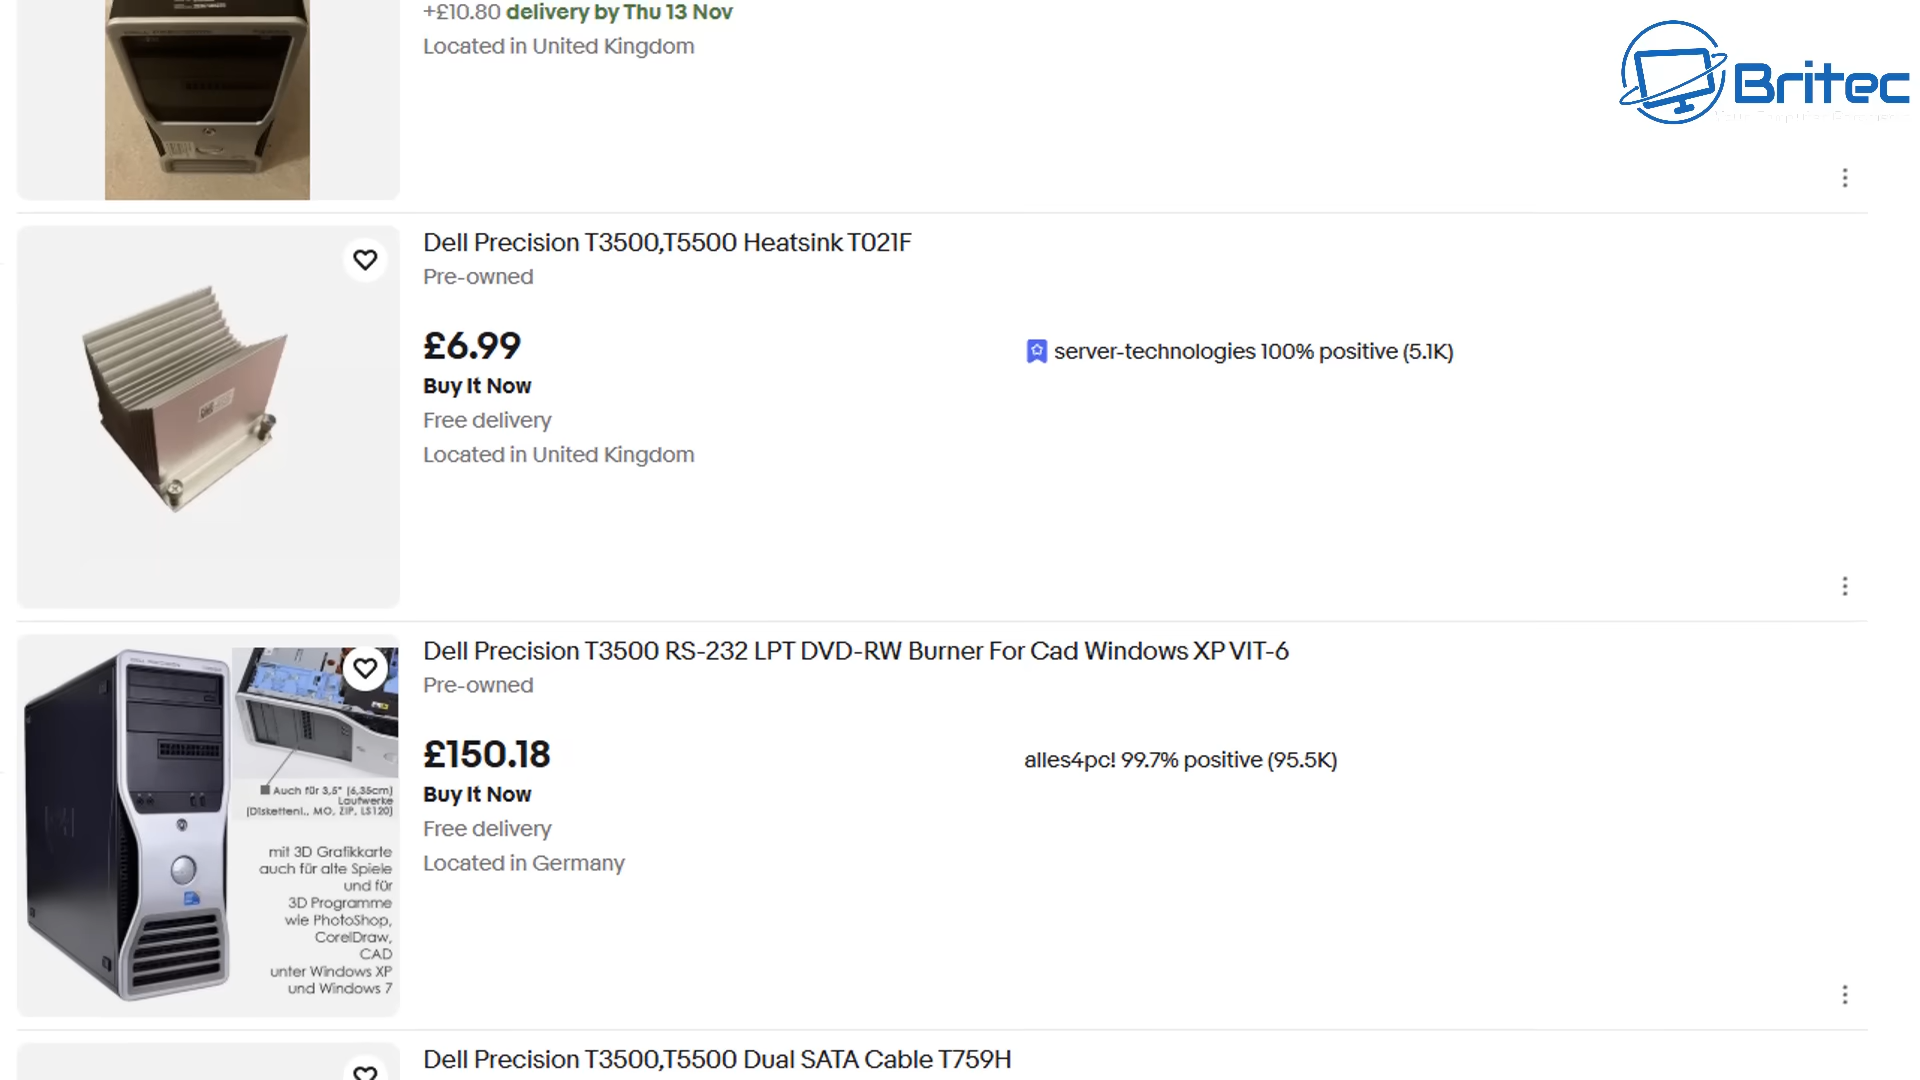 +£10.80 delivery by Thu 13 Nov
Located in United Kingdom
Britec
Dell Precision T3500,T5500 Heatsink T021F
Pre-owned
£6.99
server-technologies 100% positive (5.1K)
Buy It Now
Free delivery
Located in United Kingdom
Dell Precision T3500 RS-232 LPT DVD-RW Burner For Cad Windows XP VIT-6
Pre-owned
£150.18
alles4pc! 99.7% positive (95.5K)
Buy It Now
Free delivery
Located in Germany
Auch für 3,5" (6,35cm)
Laufwerke
(Diskettenl., MO, ZIP, LS120)
mit 3D Grafikkarte
auch für alte Spiele
und für
3D Programme
wie PhotoShop,
CorelDraw,
CAD
unter Windows XP
und Windows 7
Dell Precision T3500,T5500 Dual SATA Cable T759H